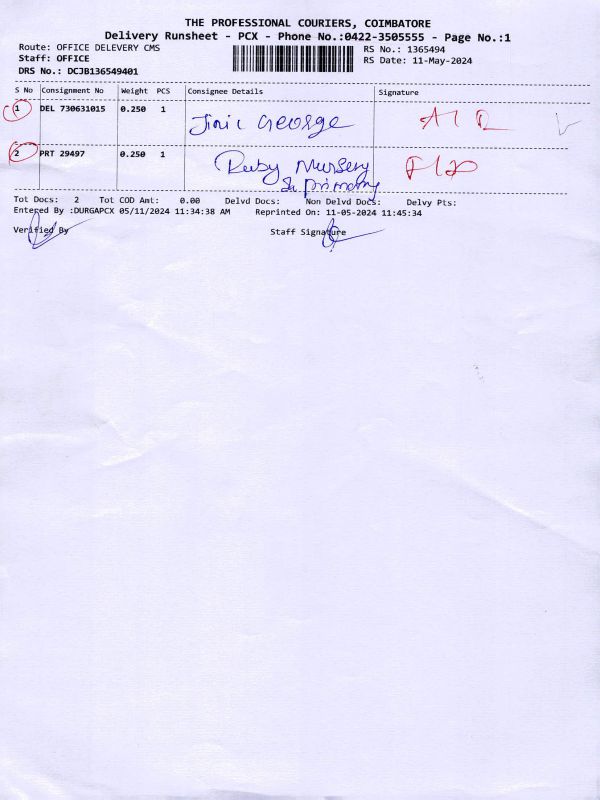 THE PROFESSIONAL COURIERS, COIMBATORE
Delivery Runsheet - PCX - Phone No.:0422-3505555 - Page No.:1
Route: OFFICE DELEVERY CMS
RS No.: 1365494
Staff: OFFICE
RS Date: 11-May-2024
DRS No.: DCJB136549401
S No Consignment No Weight PCS Consignee Details Signature
1 DEL 730631015 0.250 1 George
2 PRT 29497 0.250 1 Ruby Nursery
& Primary
Tot Docs: 2 Tot COD Amt: 0.00 Delvd Docs: Non Delvd Docs: Delvy Pts:
Entered By :DURGAPCX 05/11/2024 11:34:38 AM Reprinted On: 11-05-2024 11:45:34
Verified By Staff Signature